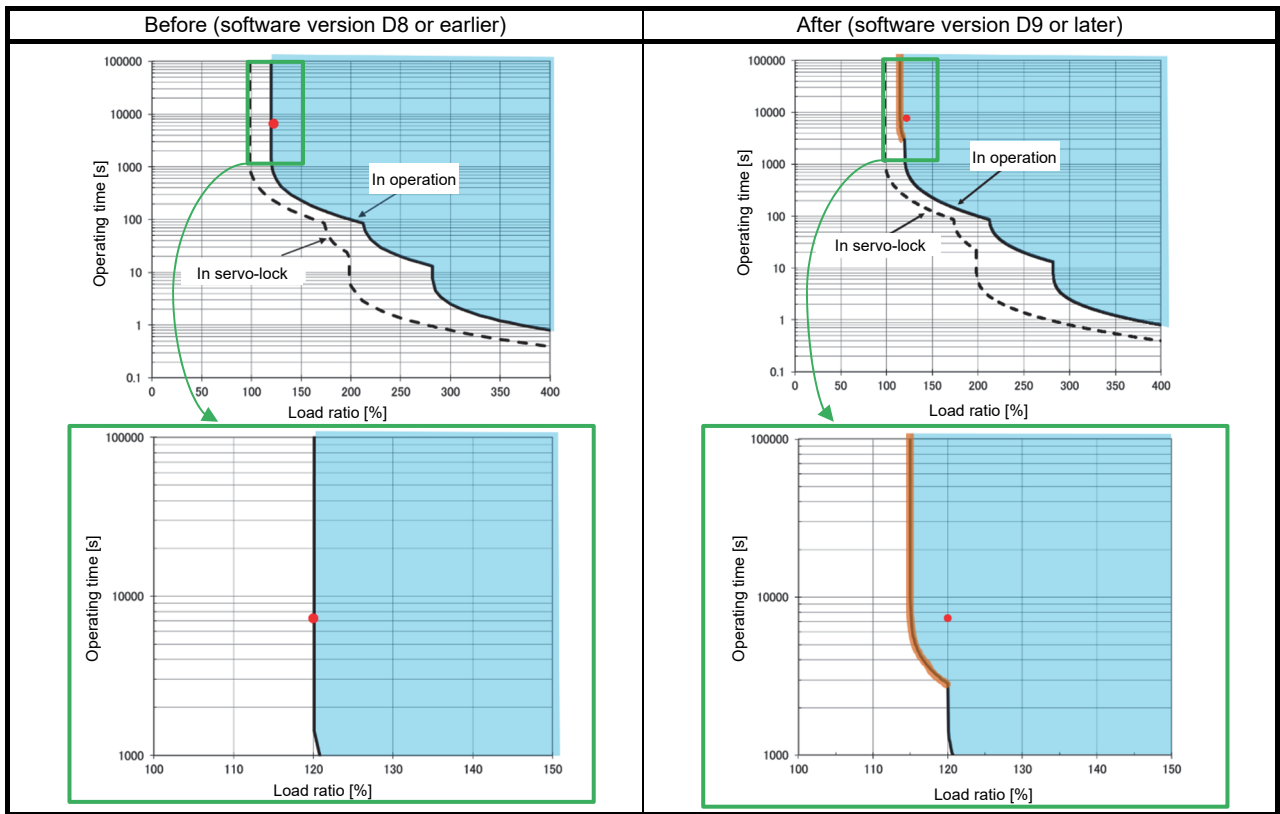 Before (software version D8 or earlier)
100000
10000
1000
100
10
1
0.1
Operating time [s]
In operation
In servo-lock
0 50 100 150 200 250 300 350 400
Load ratio [%]
100000
10000
1000
Operating time [s]
100 110 120 130 140 150
Load ratio [%]
After (software version D9 or later)
100000
10000
1000
100
10
1
0.1
Operating time [s]
In operation
In servo-lock
0 50 100 150 200 250 300 350 400
Load ratio [%]
100000
10000
1000
Operating time [s]
100 110 120 130 140 150
Load ratio [%]